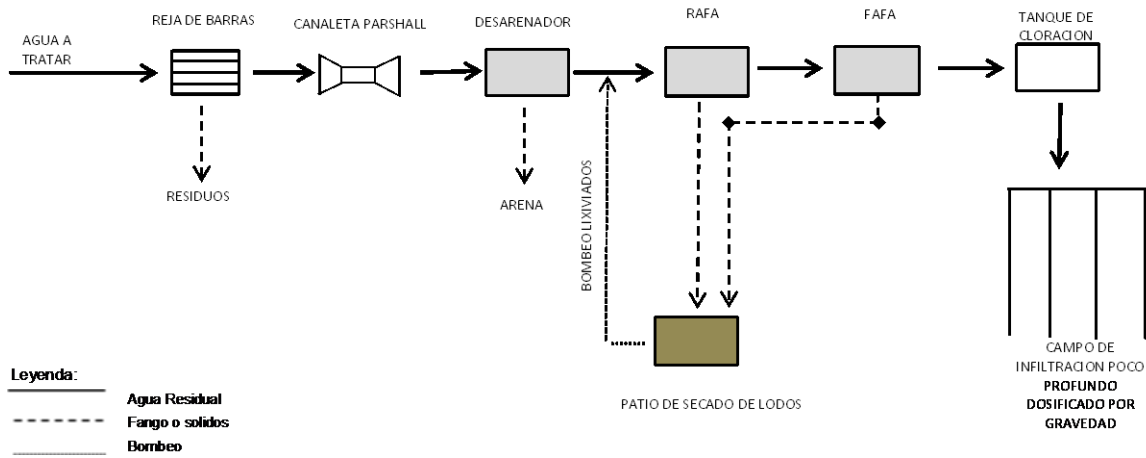 REJA DE BARRAS
CANALETA PARSHALL
DESARENADOR
RAFA
FAFA
TANQUE DE
CLORACION
AGUA A
TRATAR
RESIDUOS
ARENA
BOMBEO LIXIVIADOS
PATIO DE SECADO DE LODOS
CAMPO DE
INFILTRACION POCO
PROFUNDO
DOSIFICADO POR
GRAVEDAD
Leyenda:
Agua Residual
Fango o solidos
Bombeo